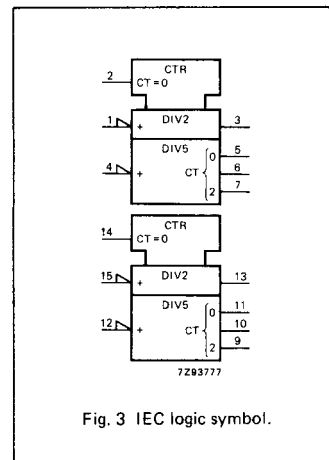 CTR
2
CT=0
DIV2
1
+
3
DIV5
5
0
4
+
CT
6
2
7
CTR
14
CT=0
DIV2
15
+
13
DIV5
11
0
12
+
CT
10
2
9
7Z93777
Fig. 3 IEC logic symbol.